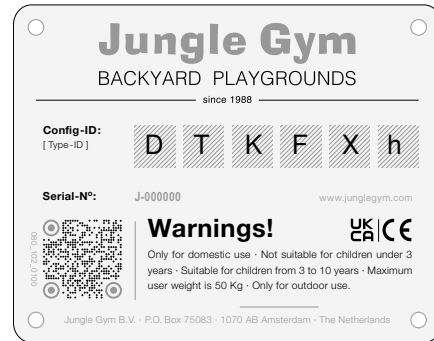 Jungle Gym
BACKYARD PLAYGROUNDS
since 1988
Config-ID:
[ Type-ID ]
D T K F X h
Serial-Nº: J-000000 www.junglegym.com
080_102_0100
Warnings! UK CA CE
Only for domestic use · Not suitable for children under 3
years · Suitable for children from 3 to 10 years · Maximum
user weight is 50 Kg · Only for outdoor use.
Jungle Gym B.V. · P.O. Box 75083 · 1070 AB Amsterdam · The Netherlands